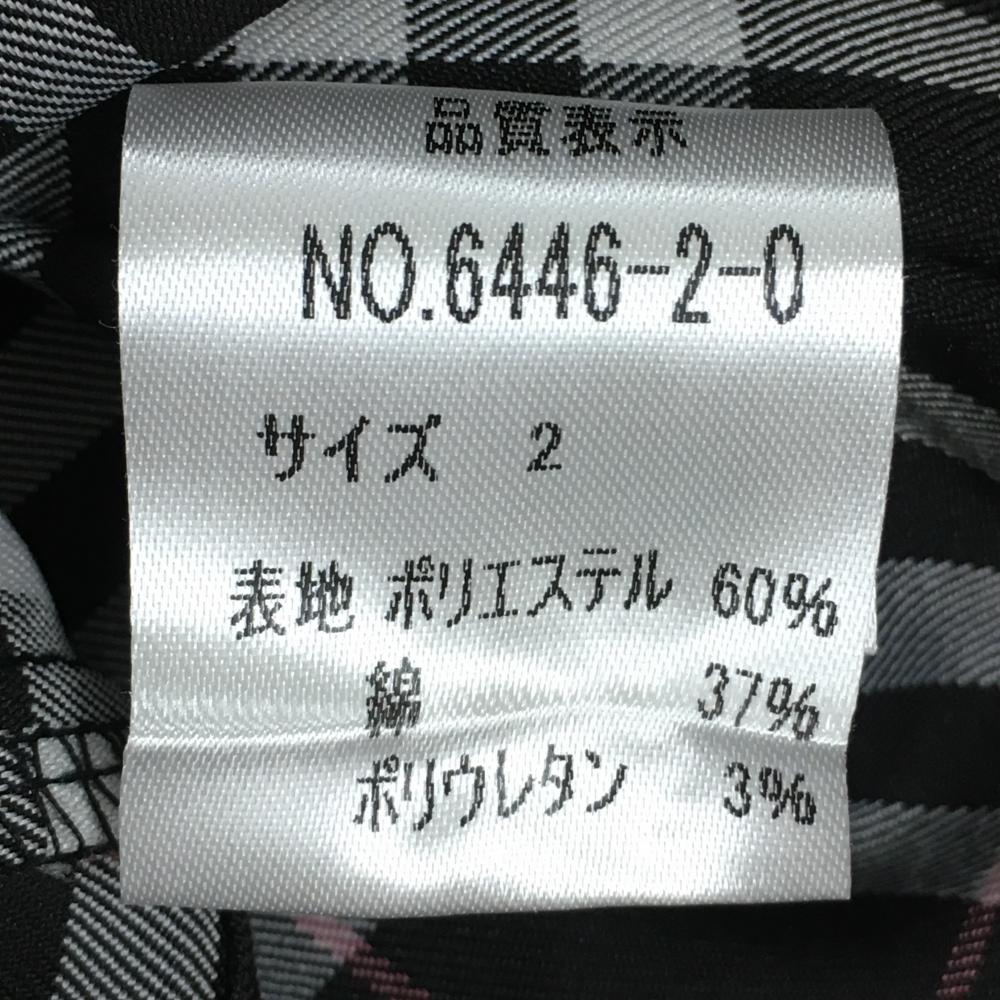 品質表示
NO.6446-2-0
サイズ 2
表地 ポリエステル 60%
綿 37%
ポリウレタン 3%